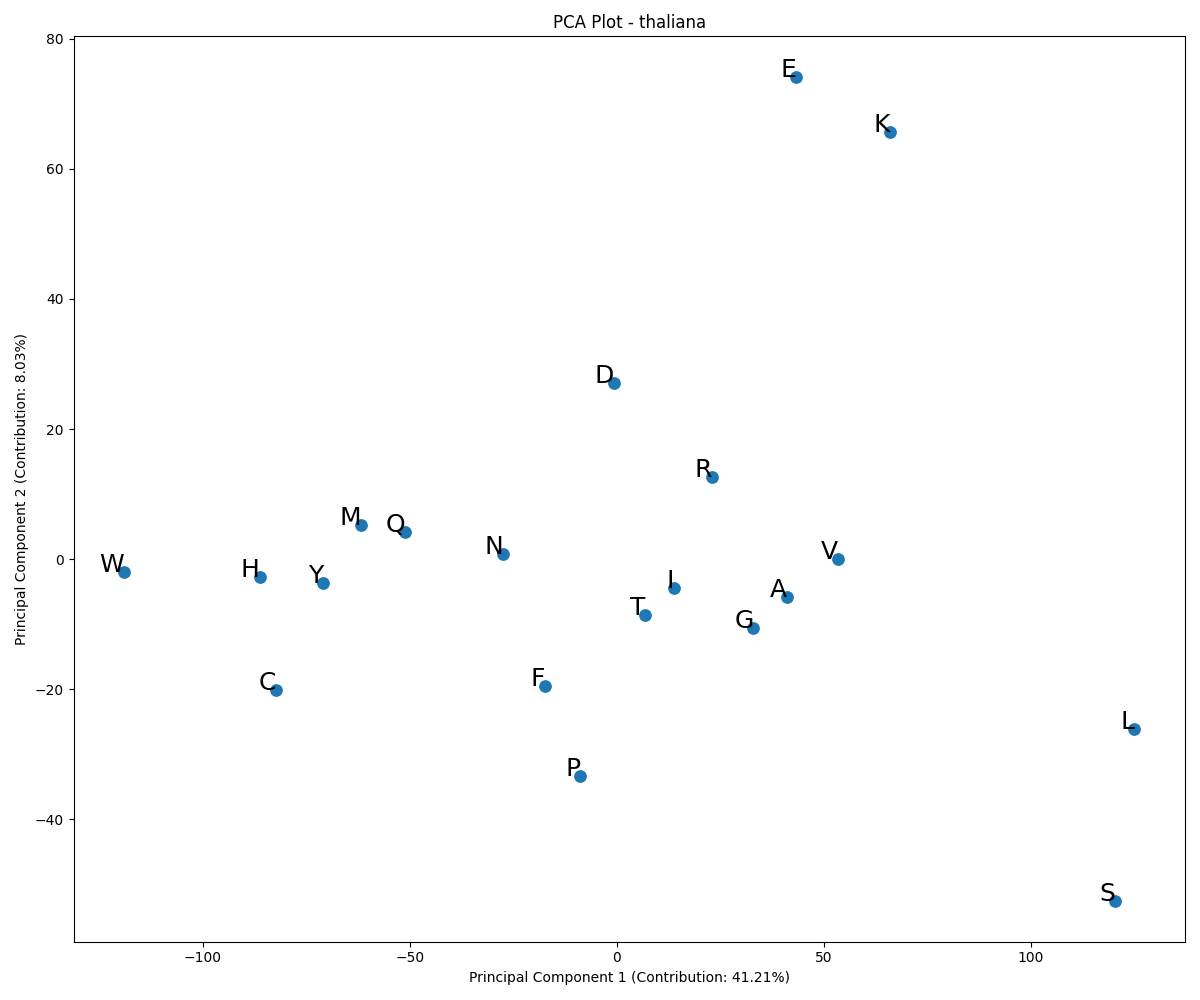 PCA Plot - thaliana
80
60
40
20
0
−20
−40
Principal Component 2 (Contribution: 8.03%)
E
K
D
R
M
Q
N
V
W
H
Y
I
A
T
G
F
C
L
P
S
−100
−50
0
50
100
Principal Component 1 (Contribution: 41.21%)